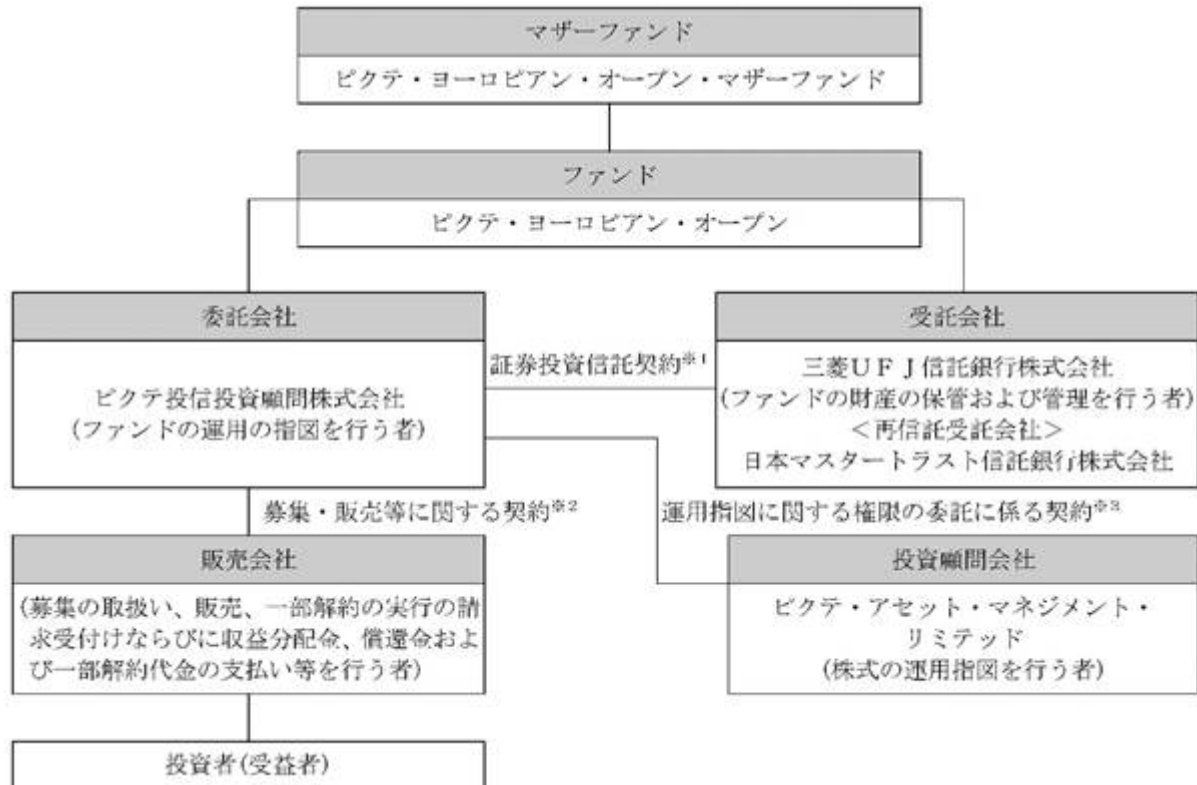 マザーファンド
ピクテ・ヨーロピアン・オープン・マザーファンド
ファンド
ピクテ・ヨーロピアン・オープン
委託会社
ピクテ投信投資顧問株式会社
(ファンドの運用の指図を行う者)
証券投資信託契約※1
受託会社
三菱UFJ信託銀行株式会社
(ファンドの財産の保管および管理を行う者)
<再信託受託会社>
日本マスタートラスト信託銀行株式会社
募集・販売等に関する契約※2
運用指図に関する権限の委託に係る契約※3
販売会社
(募集の取扱い、販売、一部解約の実行の請
求受付けならびに収益分配金、償還金およ
び一部解約代金の支払い等を行う者)
投資顧問会社
ピクテ・アセット・マネジメント・
リミテッド
(株式の運用指図を行う者)
投資者(受益者)